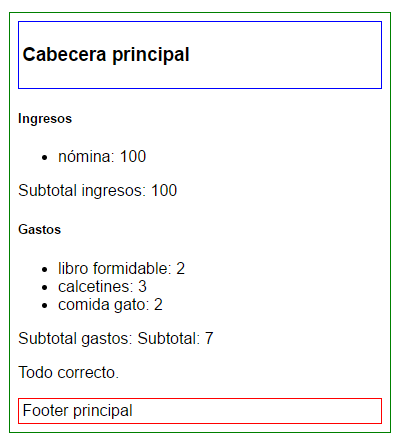 Cabecera principal
Ingresos
nómina: 100
Subtotal ingresos: 100
Gastos
libro formidable: 2
calcetines: 3
comida gato: 2
Subtotal gastos: Subtotal: 7
Todo correcto.
Footer principal